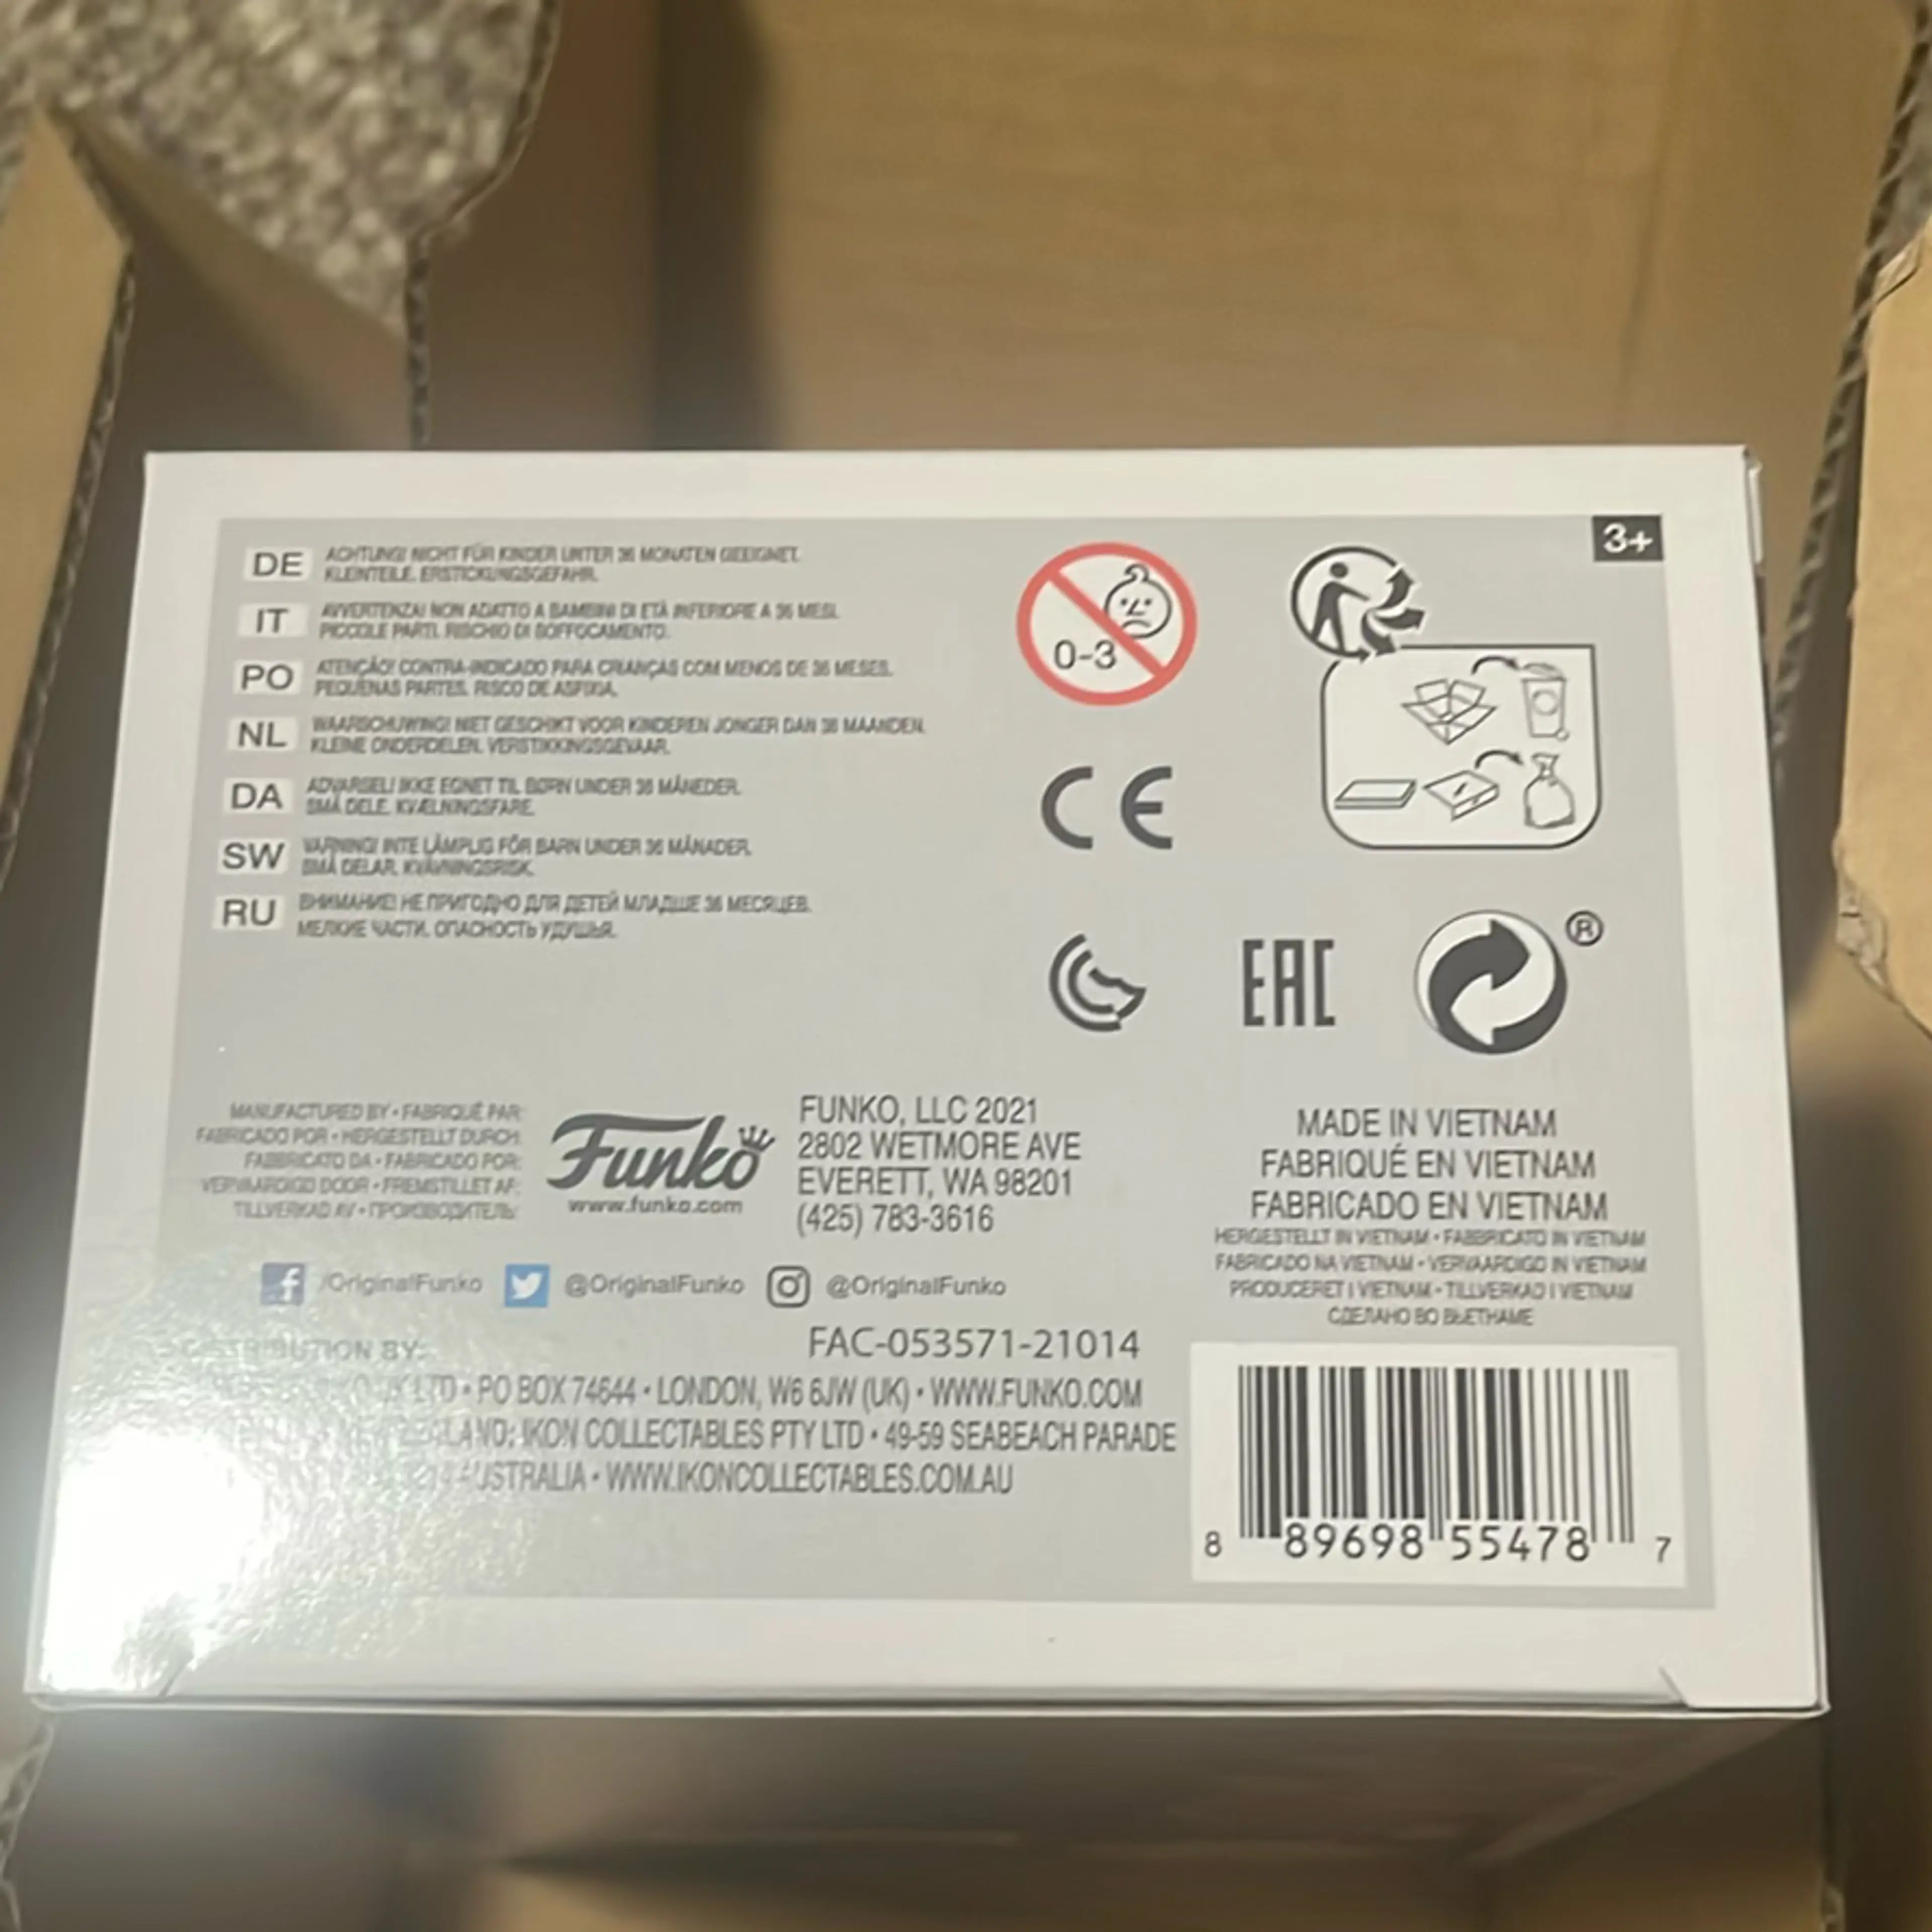 3+
DE
ACHTUNG! NICHT FÜR KINDER UNTER 36 MONATEN GEEIGNET.
KLEINTEILE. ERSTICKUNGSGEFAHR.
IT
AVVERTENZA! NON ADATTO A BAMBINI DI ETÀ INFERIORE A 36 MESI.
PICCOLE PARTI. RISCHIO DI SOFFOCAMENTO.
PO
ATENÇÃO! CONTRA-INDICADO PARA CRIANÇAS COM MENOS DE 36 MESES.
PEQUENAS PARTES. RISCO DE ASFIXIA.
NL
WAARSCHUWING! NIET GESCHIKT VOOR KINDEREN JONGER DAN 36 MAANDEN.
KLEINE ONDERDELEN. VERSTIKKINGSGEVAAR.
DA
ADVARSEL! IKKE EGNET TIL BØRN UNDER 36 MÅNEDER.
SMÅ DELE. KVÆLNINGSFARE.
SW
VARNING! INTE LÄMPLIG FÖR BARN UNDER 36 MÅNADER.
SMÅ DELAR. KVÄVNINGSRISK.
RU
ВНИМАНИЕ! НЕ ПРИГОДНО ДЛЯ ДЕТЕЙ МЛАДШЕ 36 МЕСЯЦЕВ.
МЕЛКИЕ ЧАСТИ. ОПАСНОСТЬ УДУШЬЯ.
0-3
CE
EAC
®
MANUFACTURED BY • FABRIQUÉ PAR:
FABRICADO POR • HERGESTELLT DURCH:
FABBRICATO DA • FABRICADO POR:
VERVAARDIGD DOOR • FREMSTILLET AF:
TILLVERKAD AV • ПРОИЗВОДИТЕЛЬ:
Funko
www.funko.com
FUNKO, LLC 2021
2802 WETMORE AVE
EVERETT, WA 98201
(425) 783-3616
/OriginalFunko @OriginalFunko @OriginalFunko
MADE IN VIETNAM
FABRIQUÉ EN VIETNAM
FABRICADO EN VIETNAM
HERGESTELLT IN VIETNAM • FABBRICATO IN VIETNAM
FABRICADO NA VIETNAM • VERVAARDIGD IN VIETNAM
PRODUCERET I VIETNAM • TILLVERKAD I VIETNAM
СДЕЛАНО ВО ВЬЕТНАМЕ
FAC-053571-21014
DISTRIBUTION BY:
LTD • PO BOX 74644 • LONDON, W6 6JW (UK) • WWW.FUNKO.COM
IKON COLLECTABLES PTY LTD • 49-59 SEABEACH PARADE
AUSTRALIA • WWW.IKONCOLLECTABLES.COM.AU
8 89698 55478 7